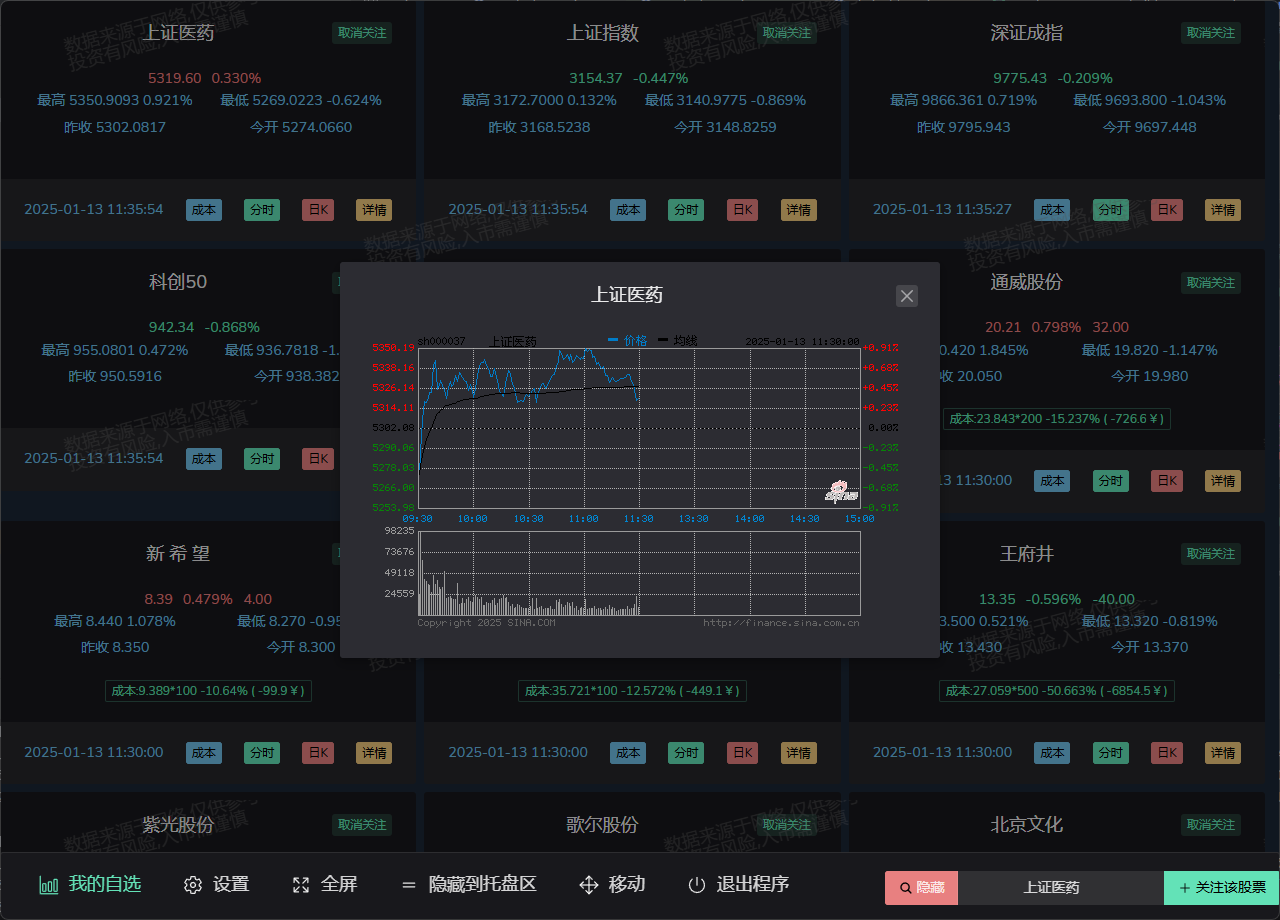 上证医药 取消关注
5319.60 0.330%
最高 5350.9093 0.921% 最低 5269.0223 -0.624%
昨收 5302.0817 今开 5274.0660
2025-01-13 11:35:54 成本 分时 日K 详情
上证指数 取消关注
3154.37 -0.447%
最高 3172.7000 0.132% 最低 3140.9775 -0.869%
昨收 3168.5238 今开 3148.8259
2025-01-13 11:35:54 成本 分时 日K 详情
深证成指 取消关注
9775.43 -0.209%
最高 9866.361 0.719% 最低 9693.800 -1.043%
昨收 9795.943 今开 9697.448
2025-01-13 11:35:27 成本 分时 日K 详情
科创50
942.34 -0.868%
最高 955.0801 0.472% 最低 936.7818 -1.
昨收 950.5916 今开 938.382
2025-01-13 11:35:54 成本 分时 日K
通威股份 取消关注
20.21 0.798% 32.00
0.420 1.845% 最低 19.820 -1.147%
收 20.050 今开 19.980
成本:23.843*200 -15.237% ( -726.6 ¥ )
13 11:30:00 成本 分时 日K 详情
上证医药
sh000037 上证医药 价格 均线 2025-01-13 11:30:00
5350.19 +0.91%
5338.16 +0.68%
5326.14 +0.45%
5314.11 +0.23%
5302.08 0.00%
5290.06 -0.23%
5278.03 -0.45%
5266.00 -0.68%
5253.98 -0.91%
09:30 10:00 10:30 11:00 11:30 13:30 14:00 14:30 15:00
98235
73676
49118
24559
Copyright 2025 SINA.COM http://finance.sina.com.cn
新 希 望
8.39 0.479% 4.00
最高 8.440 1.078% 最低 8.270 -0.95
昨收 8.350 今开 8.300
成本:9.389*100 -10.64% ( -99.9 ¥ )
2025-01-13 11:30:00 成本 分时 日K 详情
成本:35.721*100 -12.572% ( -449.1 ¥ )
2025-01-13 11:30:00 成本 分时 日K 详情
王府井 取消关注
13.35 -0.596% -40.00
3.500 0.521% 最低 13.320 -0.819%
收 13.430 今开 13.370
成本:27.059*500 -50.663% ( -6854.5 ¥ )
2025-01-13 11:30:00 成本 分时 日K 详情
紫光股份 取消关注
歌尔股份 取消关注
北京文化 取消关注
数据来源于网络,仅供参考
投资有风险,入市需谨慎
我的自选 设置 全屏 隐藏到托盘区 移动 退出程序 隐藏 上证医药 + 关注该股票